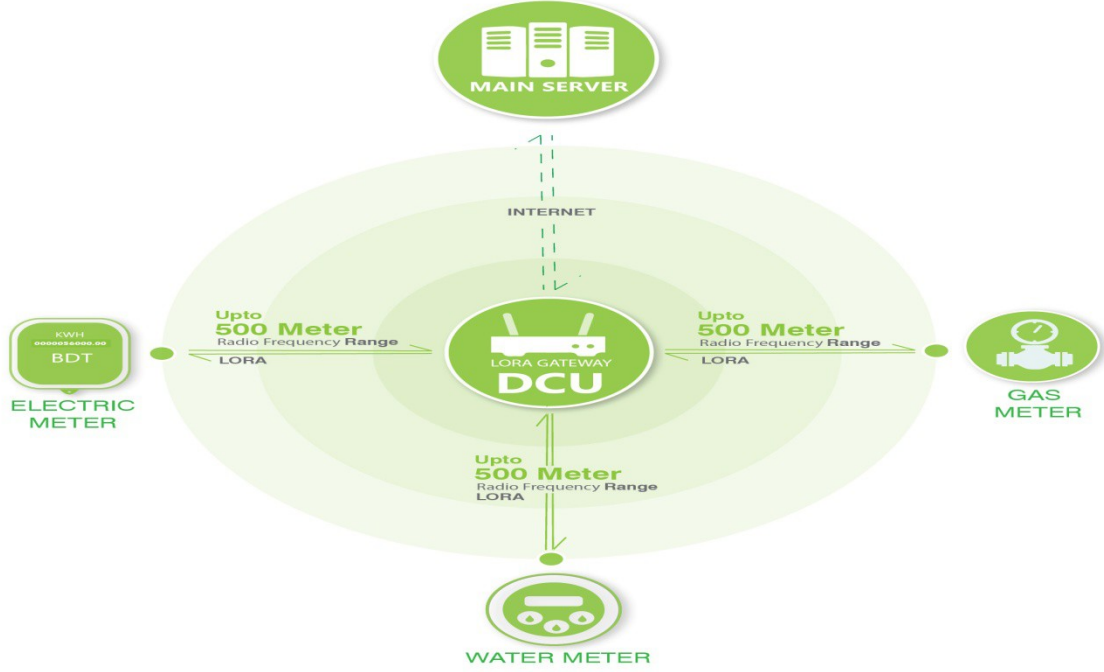 MAIN SERVER
INTERNET
Upto
500 Meter
Radio Frequency Range
LORA
Upto
500 Meter
Radio Frequency Range
LORA
KWH
0000056000.00
BDT
ELECTRIC
METER
LORA GATEWAY
DCU
GAS
METER
Upto
500 Meter
Radio Frequency Range
LORA
WATER METER